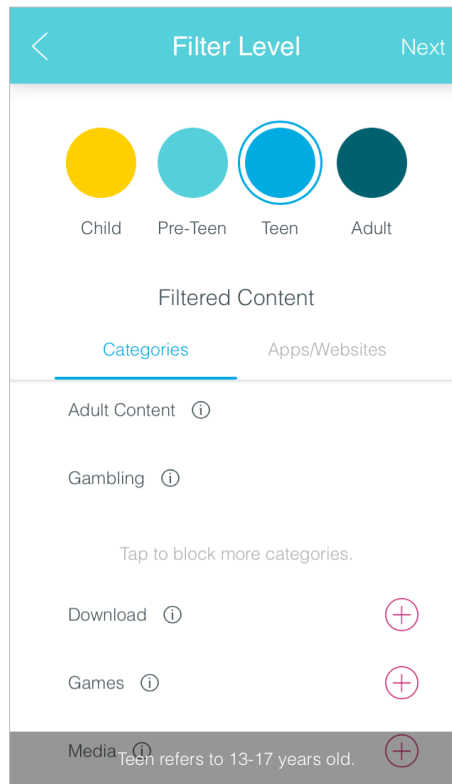 Filter Level Next
Child Pre-Teen Teen Adult
Filtered Content
Categories Apps/Websites
Adult Content
Gambling
Tap to block more categories.
Download
Games
Media
Teen refers to 13-17 years old.